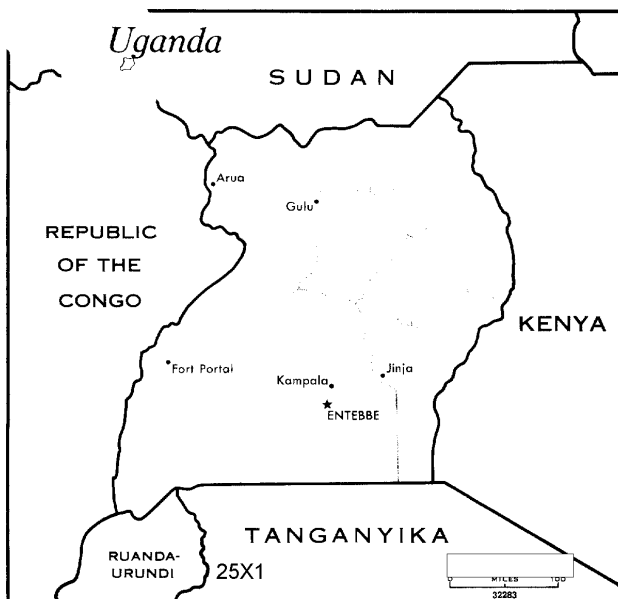 Uganda
SUDAN
Arua
Gulu
REPUBLIC
OF THE
CONGO
KENYA
Fort Portal
Jinja
Kampala
ENTEBBE
TANGANYIKA
RUANDA-
URUNDI
25X1
0 MILES 100
32283